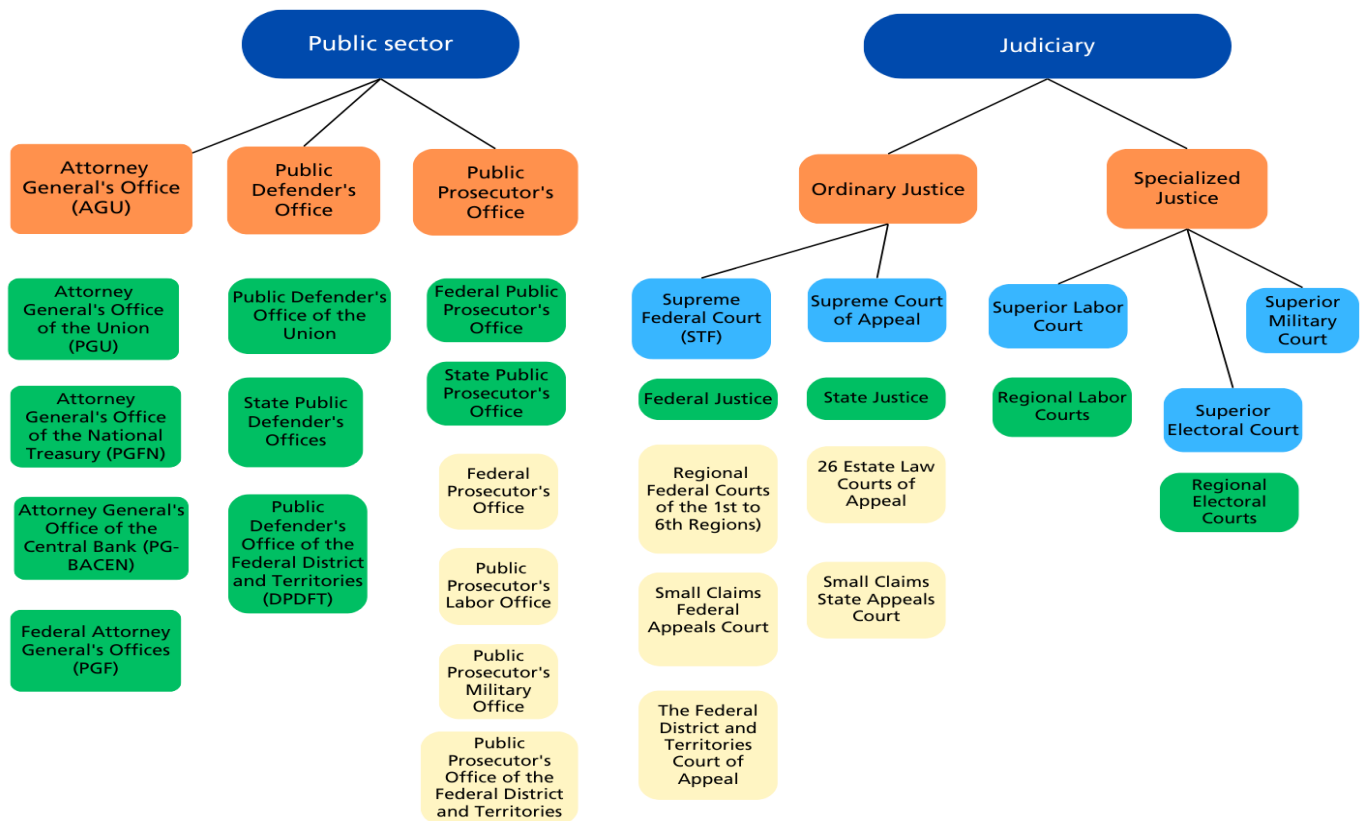 Public sector
Judiciary
Attorney
General's Office
(AGU)
Public
Defender's
Office
Public
Prosecutor's
Office
Ordinary Justice
Specialized
Justice
Attorney
General's Office
of the Union
(PGU)
Public Defender's
Office of the
Union
Federal Public
Prosecutor's
Office
Supreme
Federal Court
(STF)
Supreme Court
of Appeal
Superior Labor
Court
Superior
Military
Court
Attorney
General's Office
of the National
Treasury (PGFN)
State Public
Defender's
Offices
State Public
Prosecutor's
Office
Federal Justice
State Justice
Regional Labor
Courts
Superior
Electoral Court
Attorney General's
Office of the
Central Bank (PG-
BACEN)
Public
Defender's
Office of the
Federal District
and Territories
(DPDFT)
Federal
Prosecutor's
Office
Regional
Federal Courts
of the 1st to
6th Regions)
26 Estate Law
Courts of
Appeal
Regional
Electoral
Courts
Federal Attorney
General's Offices
(PGF)
Public
Prosecutor's
Labor Office
Small Claims
Federal
Appeals Court
Small Claims
State Appeals
Court
Public
Prosecutor's
Military
Office
The Federal
District and
Territories
Court of
Appeal
Public
Prosecutor's
Office of the
Federal District
and Territories